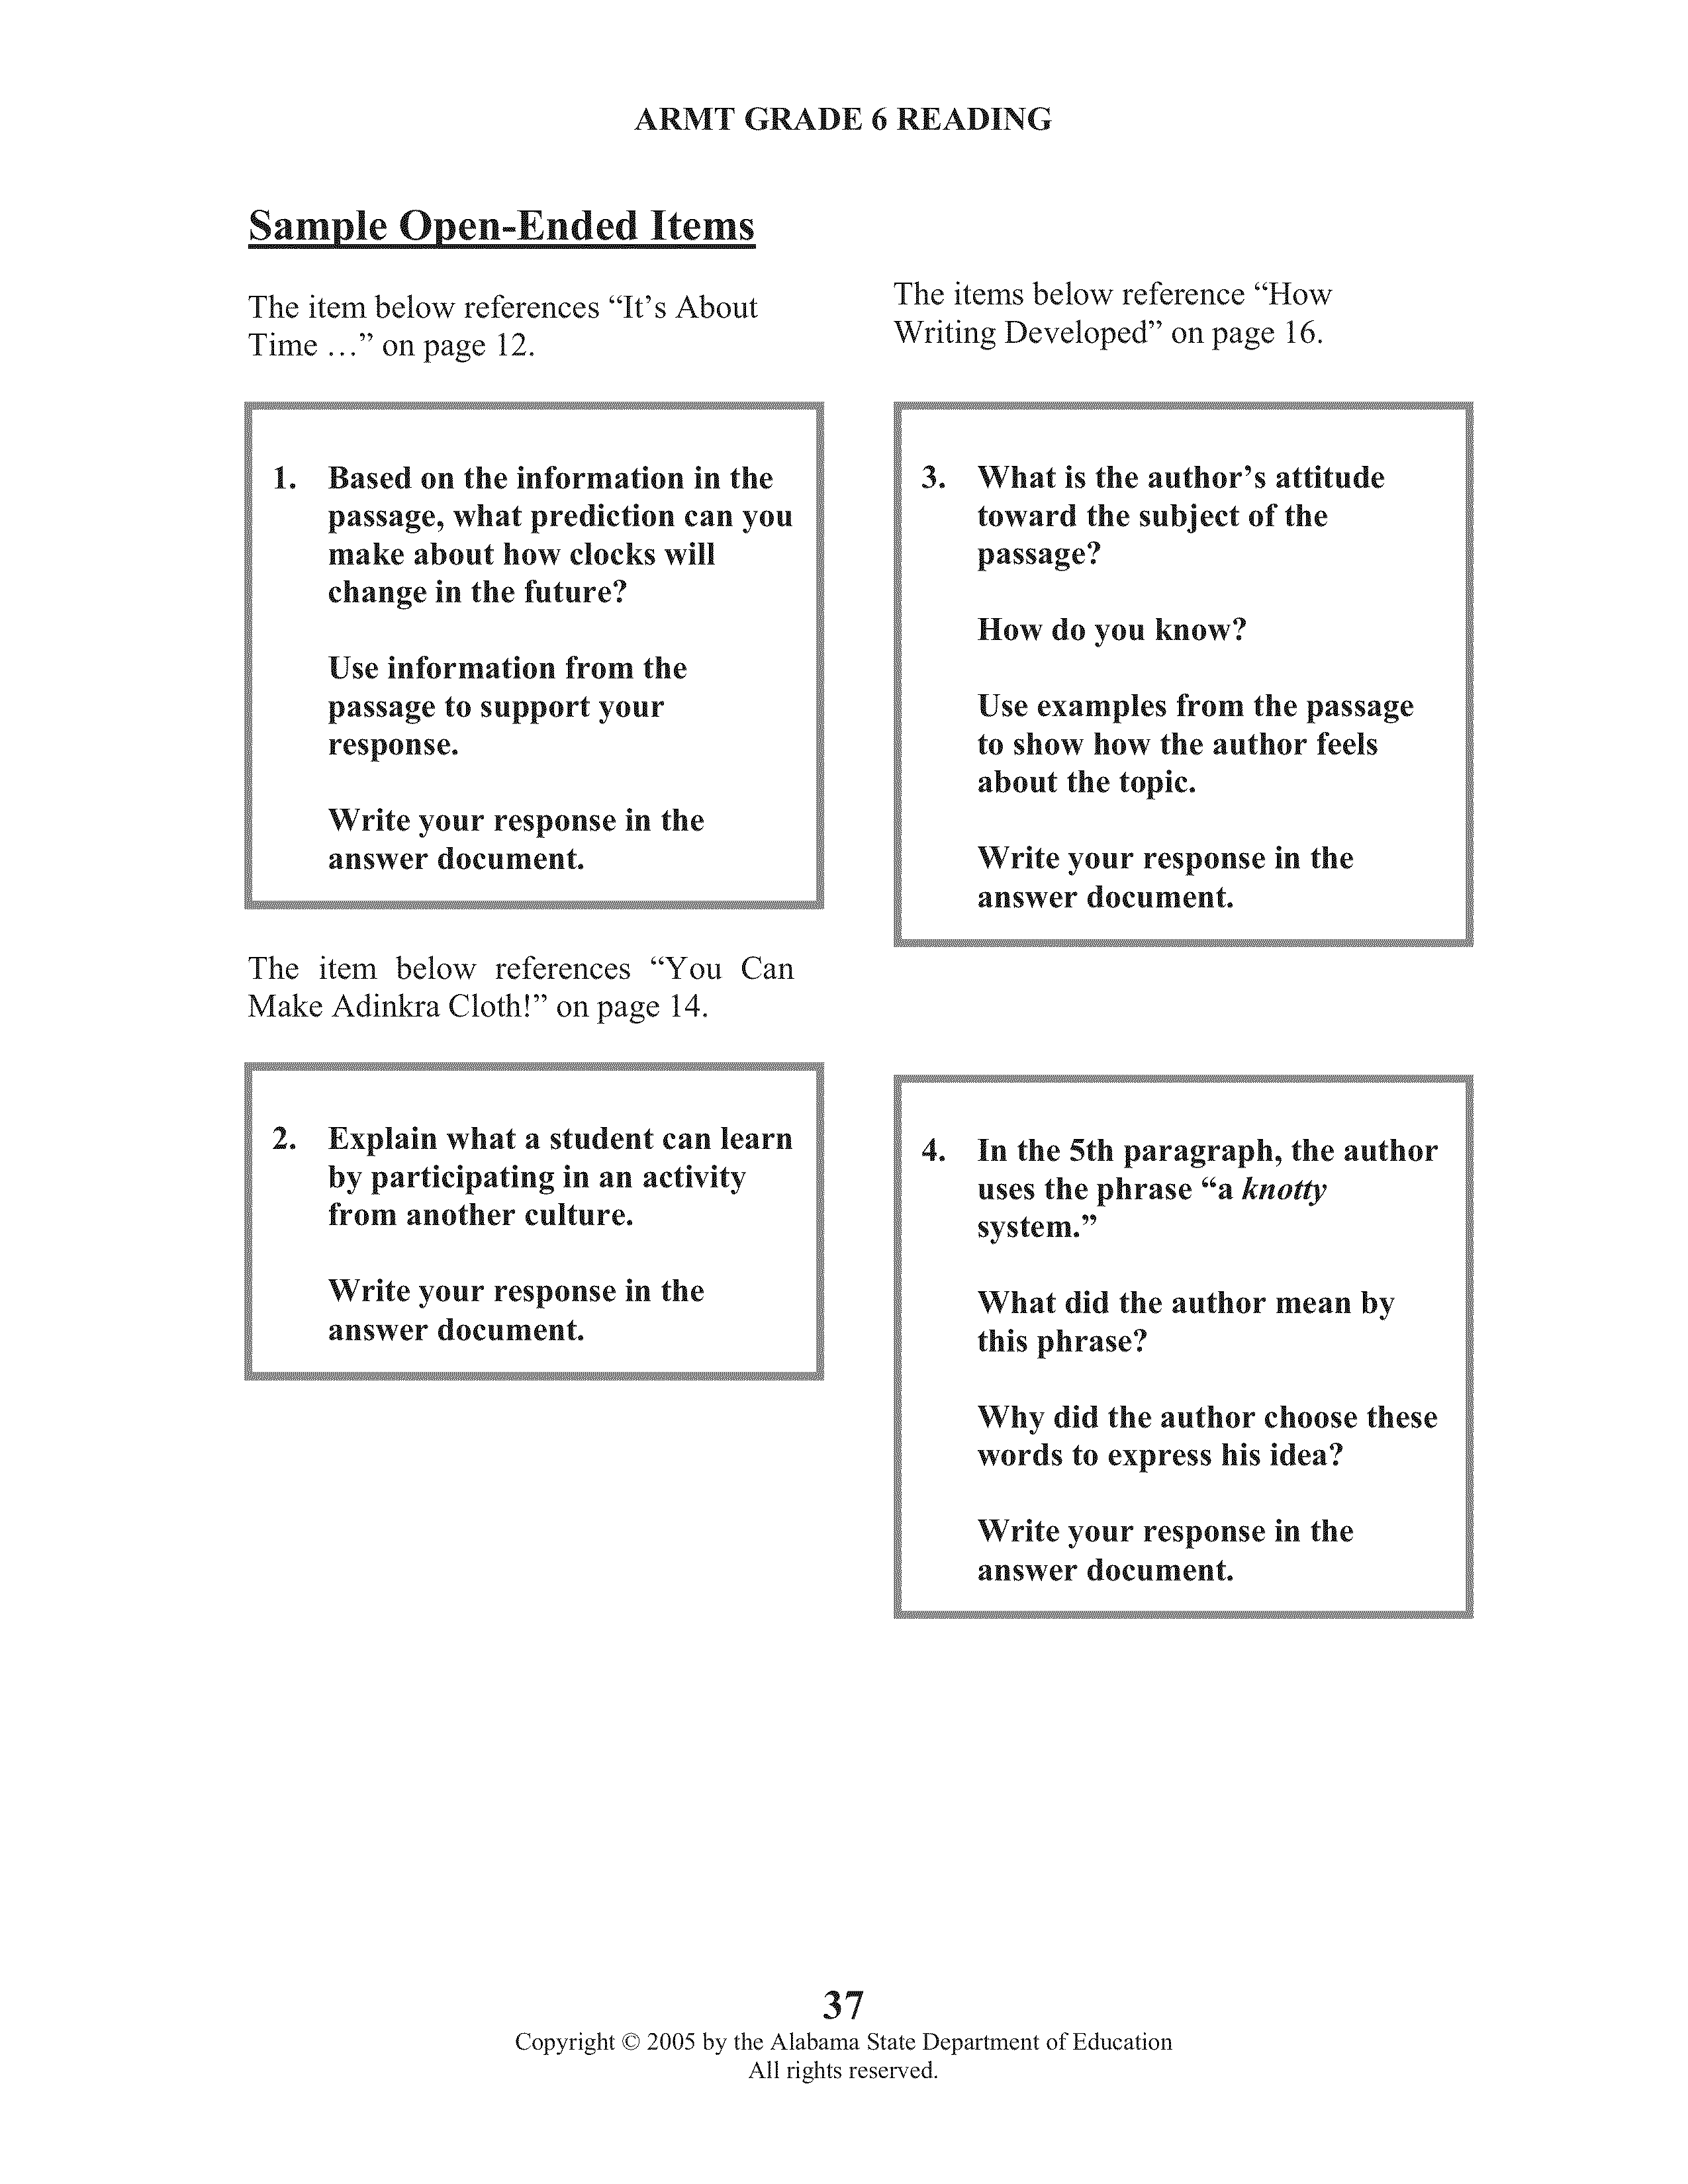 ARMT GRADE 6 READING
Sample Open-Ended Items
The item below references “It’s About
Time …” on page 12.
1. Based on the information in the
passage, what prediction can you
make about how clocks will
change in the future?
Use information from the
passage to support your
response.
Write your response in the
answer document.
The item below references “You Can
Make Adinkra Cloth!” on page 14.
2. Explain what a student can learn
by participating in an activity
from another culture.
Write your response in the
answer document.
The items below reference “How
Writing Developed” on page 16.
3. What is the author’s attitude
toward the subject of the
passage?
How do you know?
Use examples from the passage
to show how the author feels
about the topic.
Write your response in the
answer document.
4. In the 5th paragraph, the author
uses the phrase “a knotty
system.”
What did the author mean by
this phrase?
Why did the author choose these
words to express his idea?
Write your response in the
answer document.
37
Copyright © 2005 by the Alabama State Department of Education
All rights reserved.